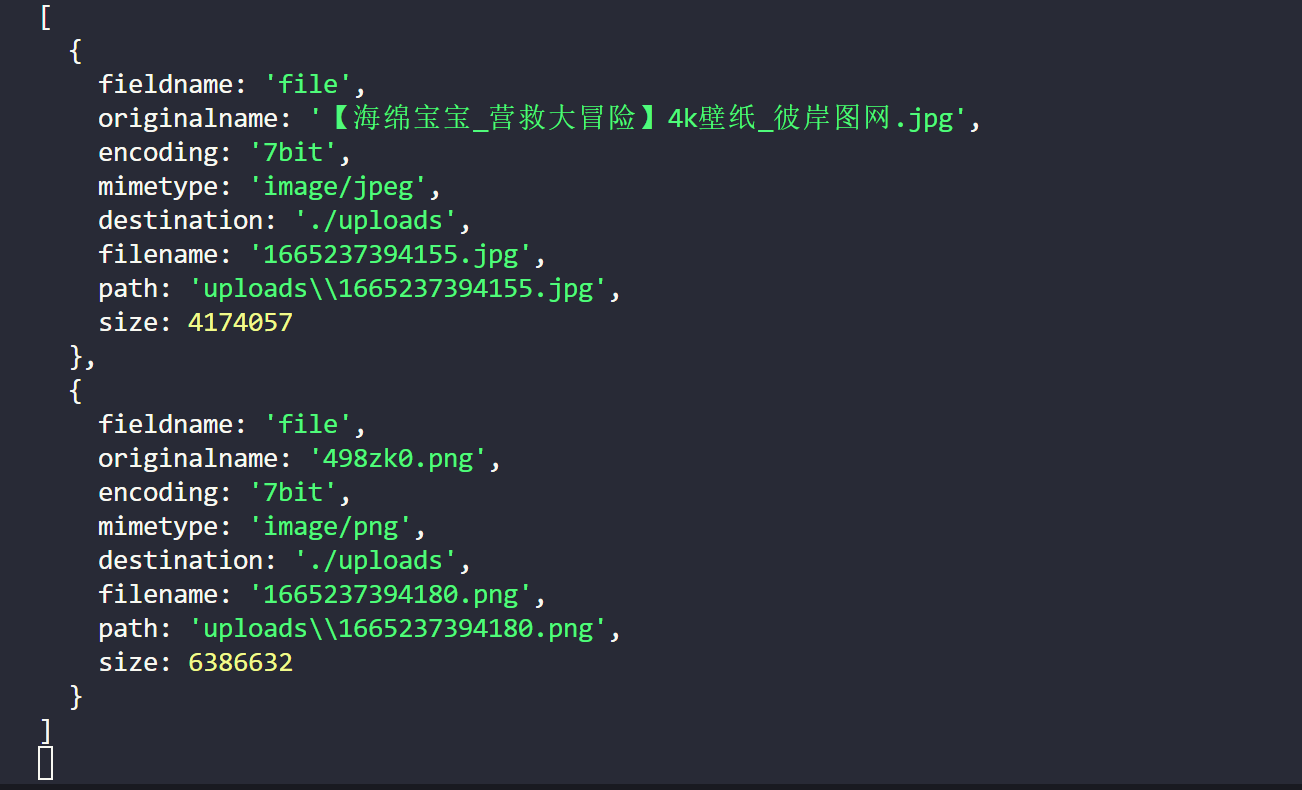 [
  {
    fieldname: 'file',
    originalname: '【海绵宝宝_营救大冒险】4k壁纸_彼岸图网.jpg',
    encoding: '7bit',
    mimetype: 'image/jpeg',
    destination: './uploads',
    filename: '1665237394155.jpg',
    path: 'uploads\\1665237394155.jpg',
    size: 4174057
  },
  {
    fieldname: 'file',
    originalname: '498zk0.png',
    encoding: '7bit',
    mimetype: 'image/png',
    destination: './uploads',
    filename: '1665237394180.png',
    path: 'uploads\\1665237394180.png',
    size: 6386632
  }
]